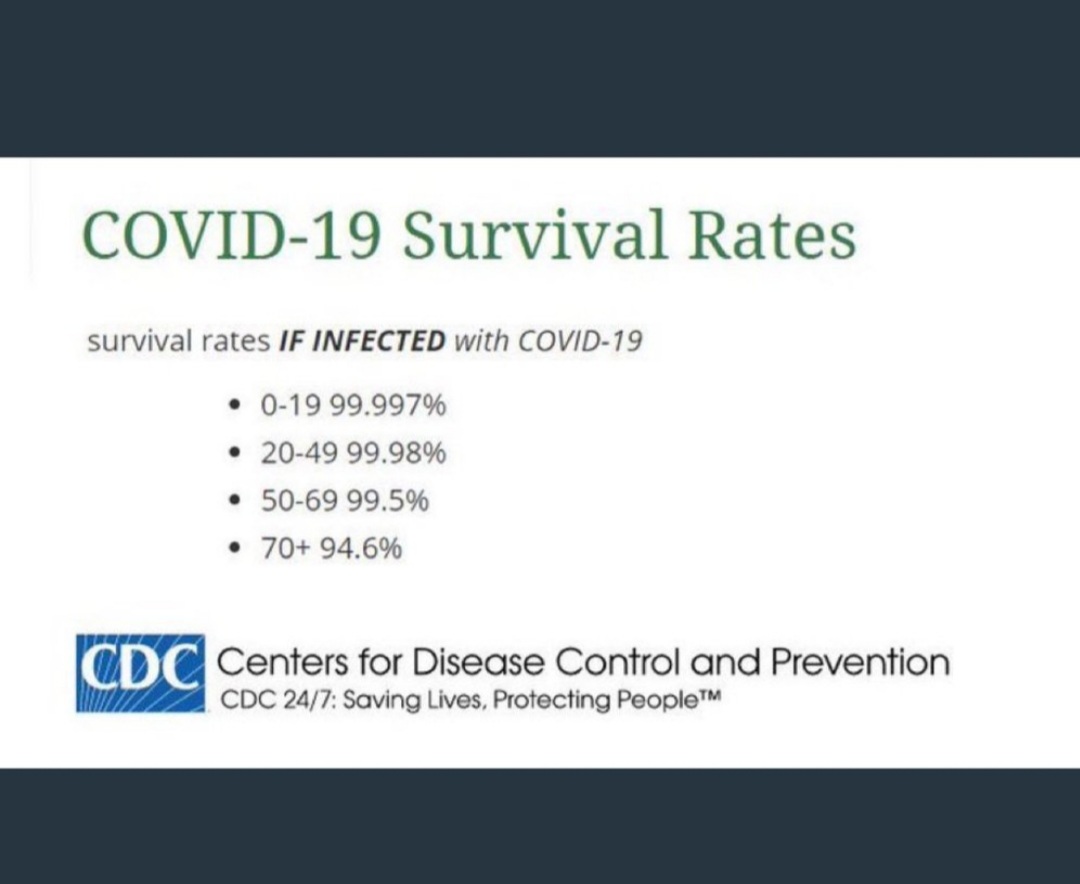 COVID-19 Survival Rates
survival rates IF INFECTED with COVID-19
• 0-19 99.997%
• 20-49 99.98%
• 50-69 99.5%
• 70+ 94.6%
CDC Centers for Disease Control and Prevention
CDC 24/7: Saving Lives, Protecting People™